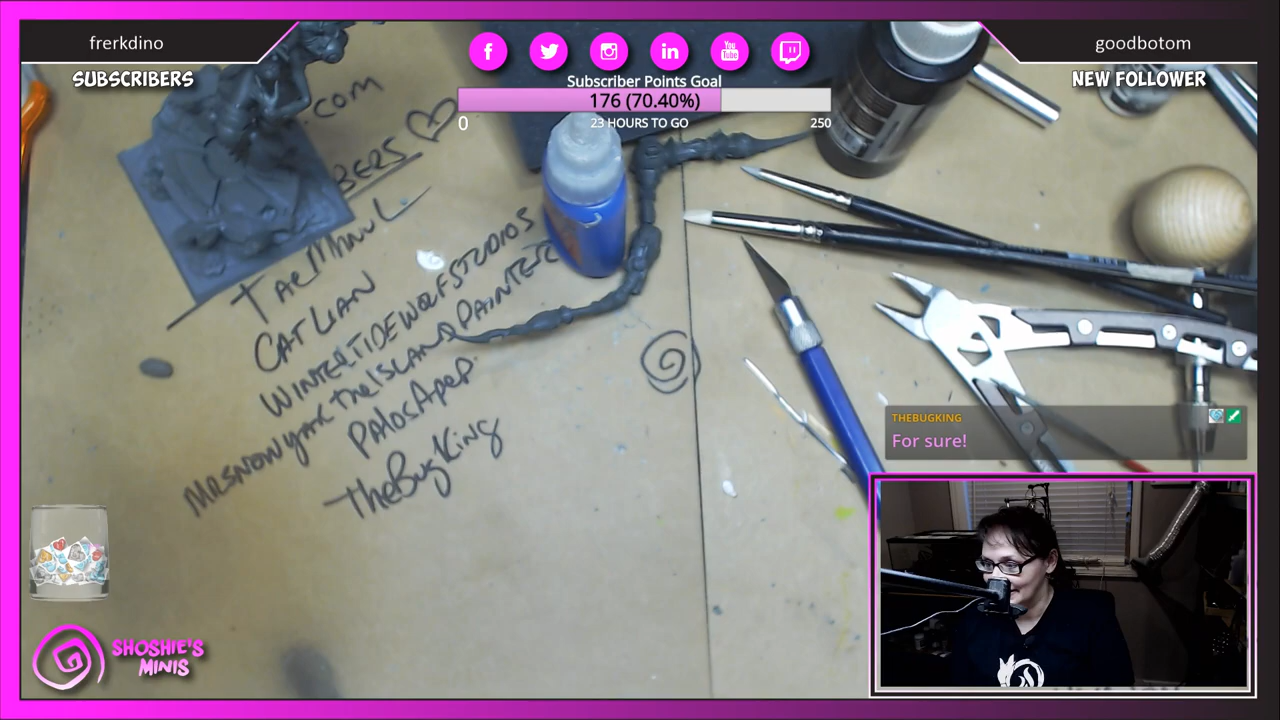 frerkdino
SUBSCRIBERS
goodbotom
NEW FOLLOWER
Subscriber Points Goal
176 (70.40%)
0
23 HOURS TO GO
250
.com
BERS
TaeMinuL
CATLIAN
WINTERTIDEWOLFSTUDIOS
MRSNOWYAK the ISLAND PAINTER
PALOSAPEP
theBugKing
THEBUGKING
For sure!
SHOSHIE'S
MINIS